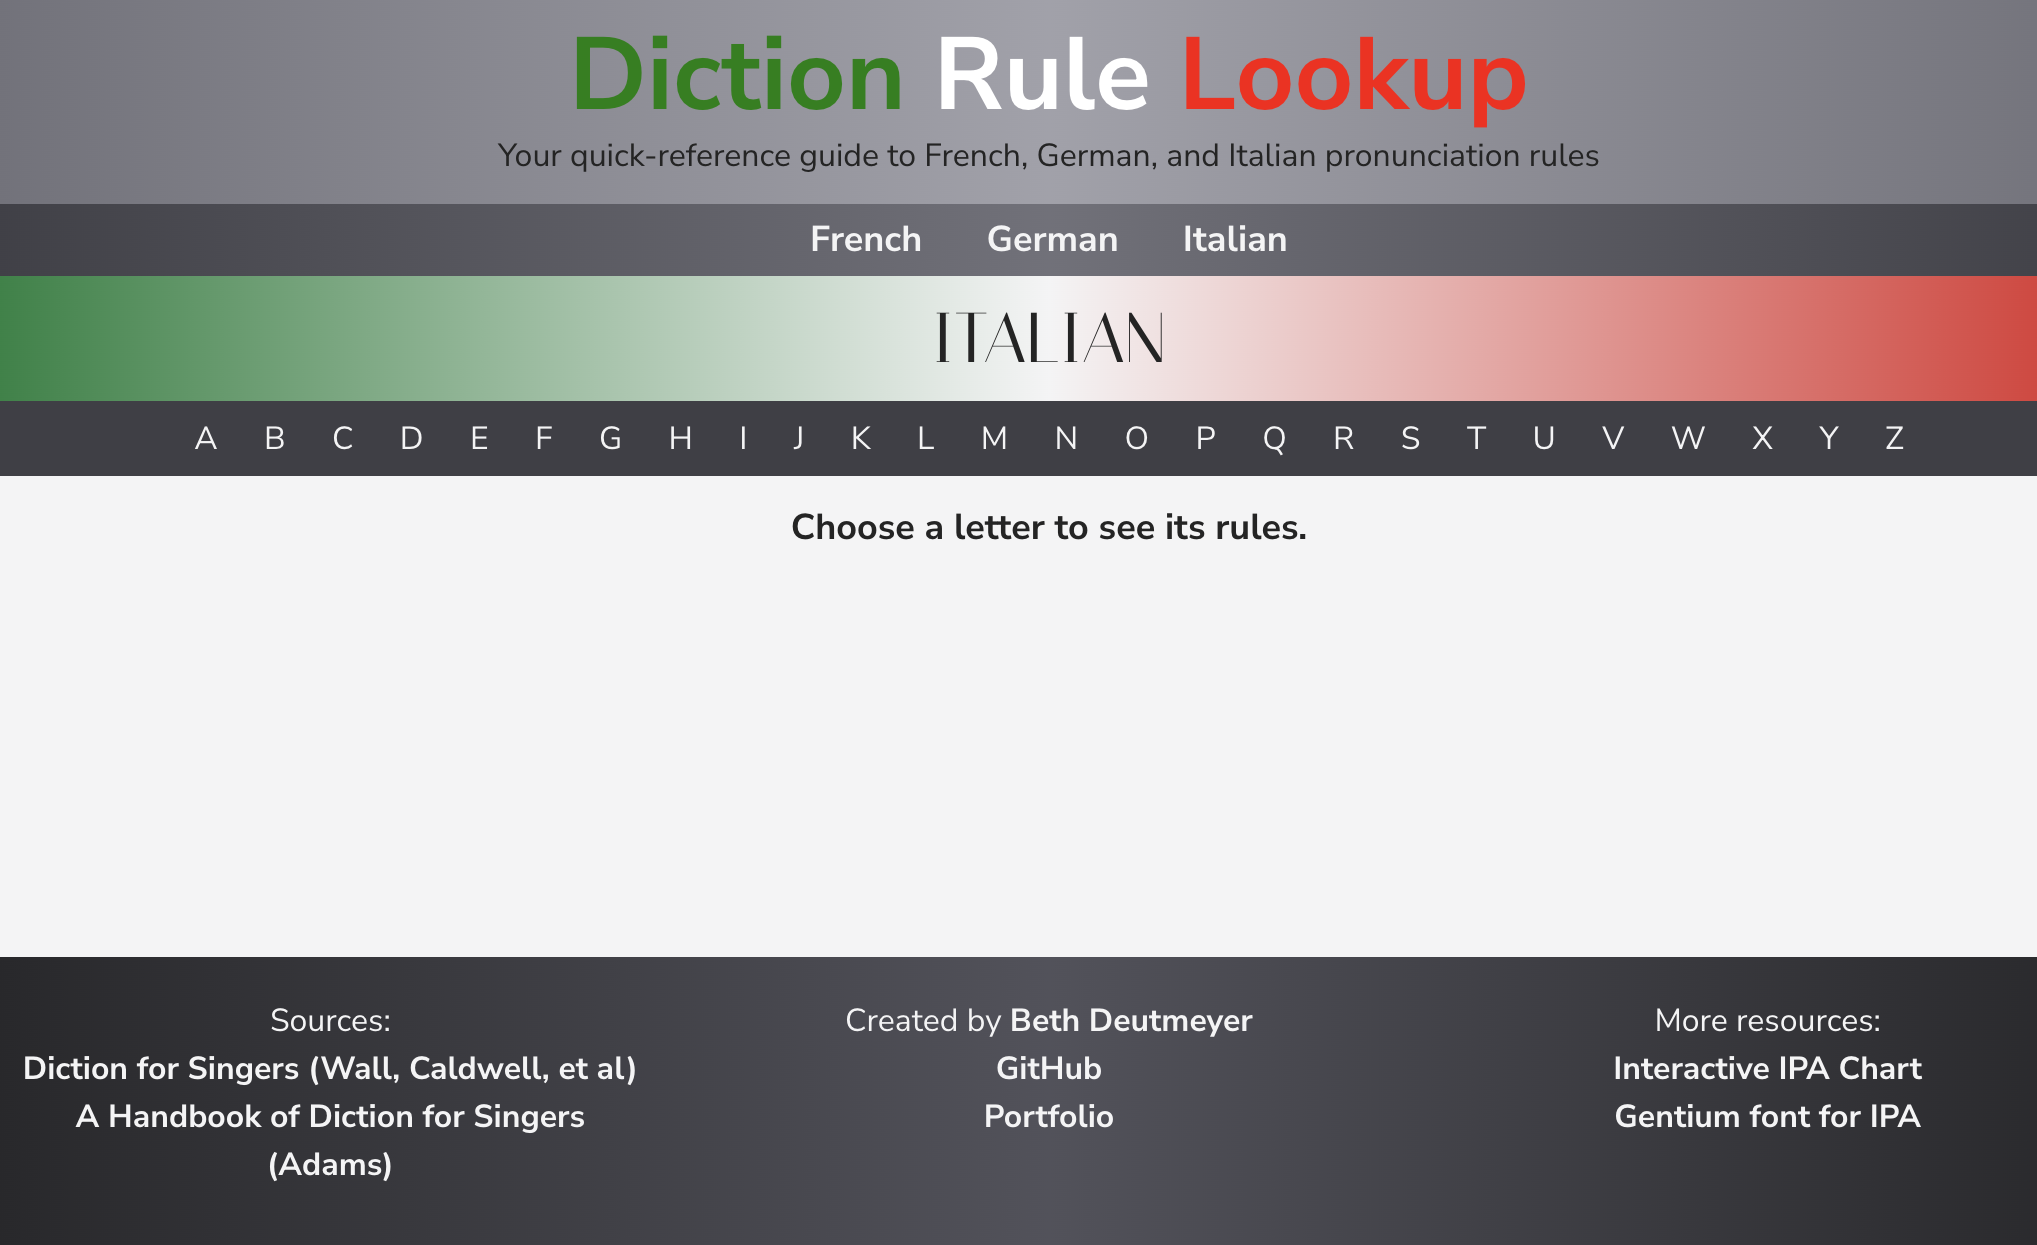 Diction Rule Lookup
Your quick-reference guide to French, German, and Italian pronunciation rules
French German Italian
ITALIAN
A B C D E F G H I J K L M N O P Q R S T U V W X Y Z
Choose a letter to see its rules.
Sources:
Diction for Singers (Wall, Caldwell, et al)
A Handbook of Diction for Singers
(Adams)
Created by Beth Deutmeyer
GitHub
Portfolio
More resources:
Interactive IPA Chart
Gentium font for IPA